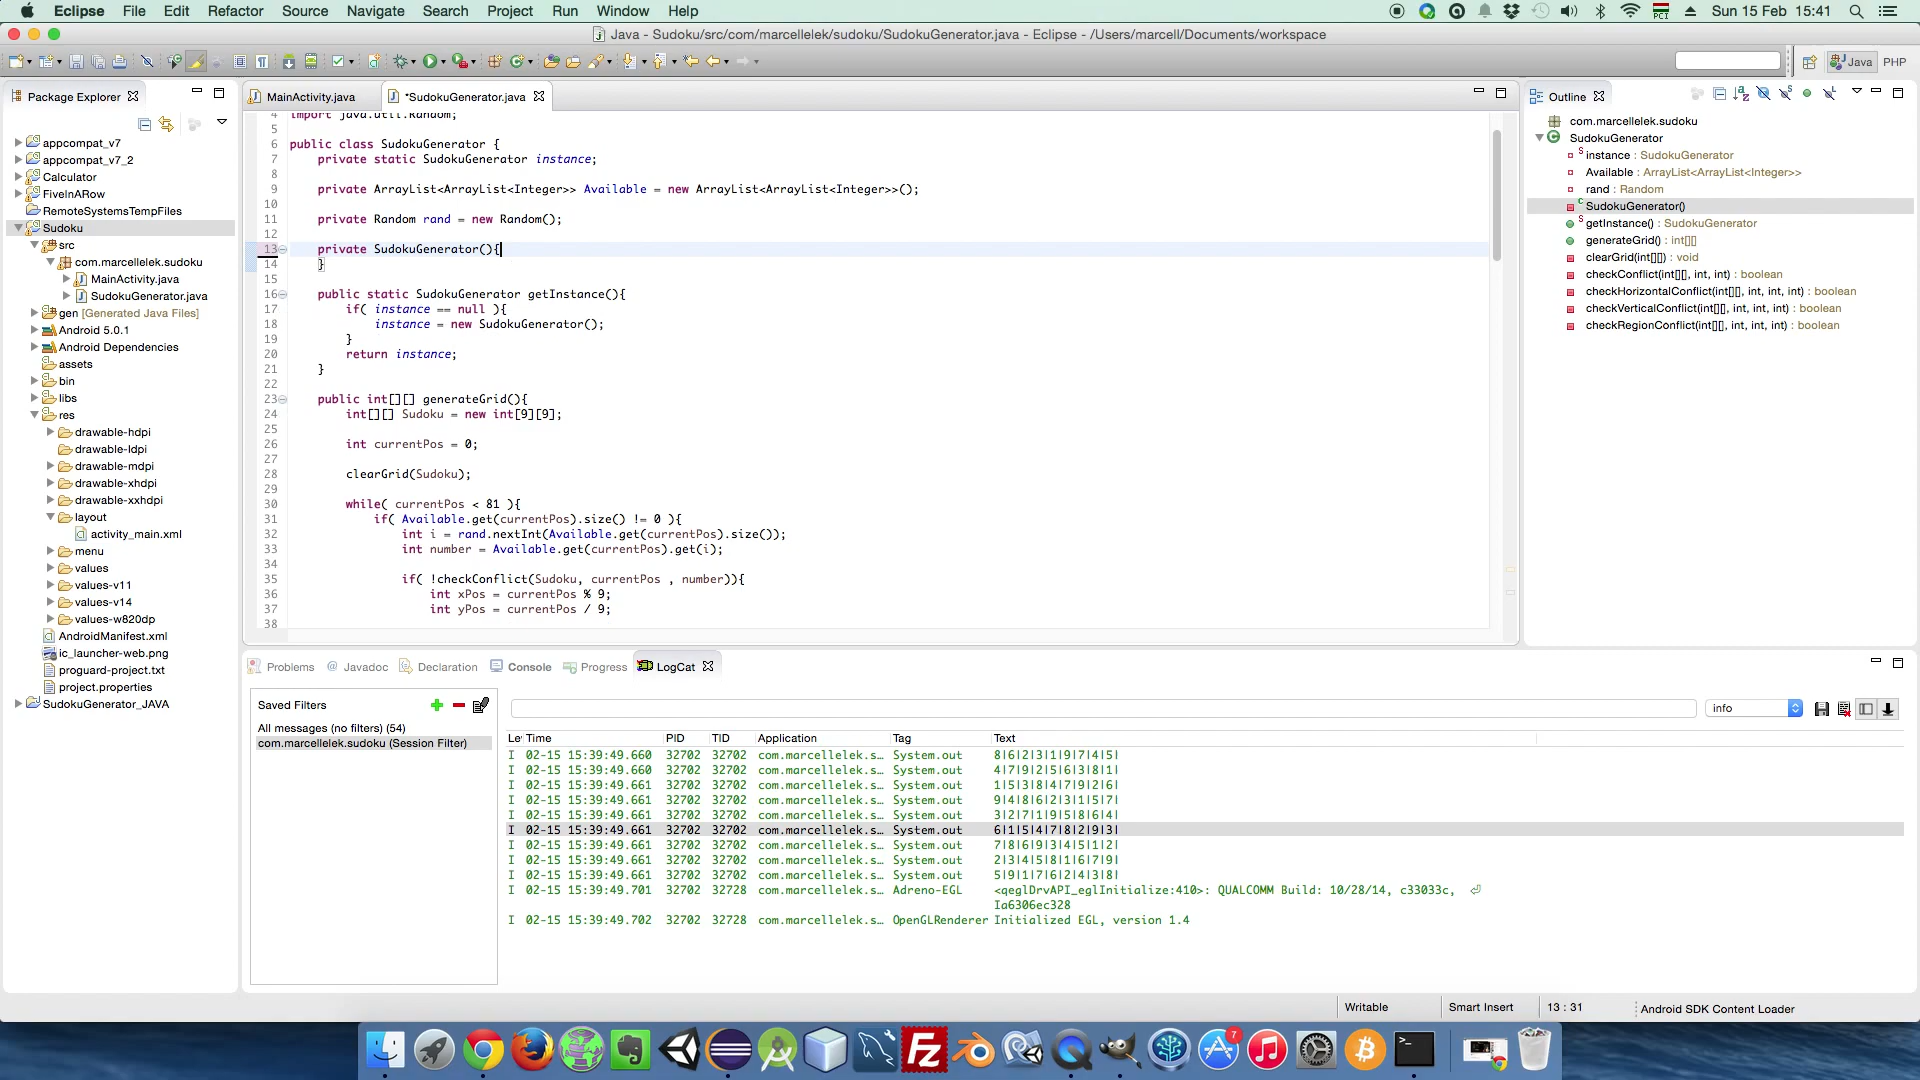 Eclipse File Edit Refactor Source Navigate Search Project Run Window Help
PCI Sun 15 Feb 15:41
Java - Sudoku/src/com/marcellelek/sudoku/SudokuGenerator.java - Eclipse - /Users/marcell/Documents/workspace
Java PHP
Package Explorer
appcompat_v7
appcompat_v7_2
Calculator
FiveInARow
RemoteSystemsTempFiles
Sudoku
src
com.marcellelek.sudoku
MainActivity.java
SudokuGenerator.java
gen [Generated Java Files]
Android 5.0.1
Android Dependencies
assets
bin
libs
res
drawable-hdpi
drawable-ldpi
drawable-mdpi
drawable-xhdpi
drawable-xxhdpi
layout
activity_main.xml
menu
values
values-v11
values-v14
values-w820dp
AndroidManifest.xml
ic_launcher-web.png
proguard-project.txt
project.properties
SudokuGenerator_JAVA
MainActivity.java *SudokuGenerator.java
4 import java.util.Random;
5
6 public class SudokuGenerator {
7 private static SudokuGenerator instance;
8
9 private ArrayList<ArrayList<Integer>> Available = new ArrayList<ArrayList<Integer>>();
10
11 private Random rand = new Random();
12
13 private SudokuGenerator(){
14 }
15
16 public static SudokuGenerator getInstance(){
17 if( instance == null ){
18 instance = new SudokuGenerator();
19 }
20 return instance;
21 }
22
23 public int[][] generateGrid(){
24 int[][] Sudoku = new int[9][9];
25
26 int currentPos = 0;
27
28 clearGrid(Sudoku);
29
30 while( currentPos < 81 ){
31 if( Available.get(currentPos).size() != 0 ){
32 int i = rand.nextInt(Available.get(currentPos).size());
33 int number = Available.get(currentPos).get(i);
34
35 if( !checkConflict(Sudoku, currentPos , number)){
36 int xPos = currentPos % 9;
37 int yPos = currentPos / 9;
38
Outline
com.marcellelek.sudoku
SudokuGenerator
instance : SudokuGenerator
Available : ArrayList<ArrayList<Integer>>
rand : Random
SudokuGenerator()
getInstance() : SudokuGenerator
generateGrid() : int[][]
clearGrid(int[][]) : void
checkConflict(int[][], int, int) : boolean
checkHorizontalConflict(int[][], int, int, int) : boolean
checkVerticalConflict(int[][], int, int, int) : boolean
checkRegionConflict(int[][], int, int, int) : boolean
Problems Javadoc Declaration Console Progress LogCat
Saved Filters
All messages (no filters) (54)
com.marcellelek.sudoku (Session Filter)
info
Le Time PID TID Application Tag Text
I 02-15 15:39:49.660 32702 32702 com.marcellelek.s... System.out 8|6|2|3|1|9|7|4|5|
I 02-15 15:39:49.660 32702 32702 com.marcellelek.s... System.out 4|7|9|2|5|6|3|8|1|
I 02-15 15:39:49.661 32702 32702 com.marcellelek.s... System.out 1|5|3|8|4|7|9|2|6|
I 02-15 15:39:49.661 32702 32702 com.marcellelek.s... System.out 9|4|8|6|2|3|1|5|7|
I 02-15 15:39:49.661 32702 32702 com.marcellelek.s... System.out 3|2|7|1|9|5|8|6|4|
I 02-15 15:39:49.661 32702 32702 com.marcellelek.s... System.out 6|1|5|4|7|8|2|9|3|
I 02-15 15:39:49.661 32702 32702 com.marcellelek.s... System.out 7|8|6|9|3|4|5|1|2|
I 02-15 15:39:49.661 32702 32702 com.marcellelek.s... System.out 2|3|4|5|8|1|6|7|9|
I 02-15 15:39:49.661 32702 32702 com.marcellelek.s... System.out 5|9|1|7|6|2|4|3|8|
I 02-15 15:39:49.701 32702 32728 com.marcellelek.s... Adreno-EGL <qeglDrvAPI_eglInitialize:410>: QUALCOMM Build: 10/28/14, c33033c,
Ia6306ec328
I 02-15 15:39:49.702 32702 32728 com.marcellelek.s... OpenGLRenderer Initialized EGL, version 1.4
Writable Smart Insert 13 : 31 Android SDK Content Loader
Fz
7